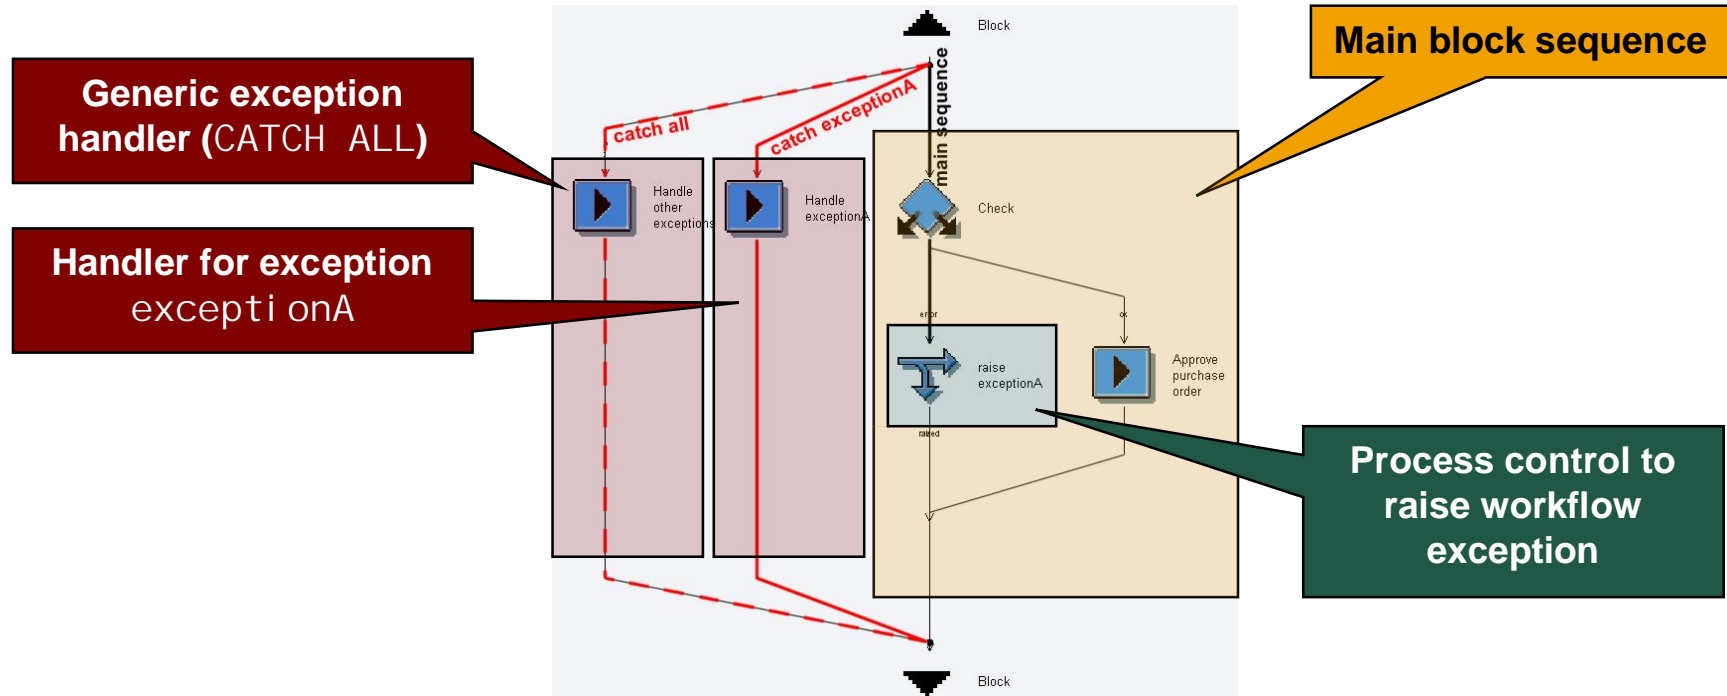 Block
Main block sequence
Generic exception
handler (CATCH ALL)
main sequence
catch all
catch exceptionA
Handle
other
exceptions
Handle
exceptionA
Check
Handler for exception
exceptionA
error
ok
raise
exceptionA
Approve
purchase
order
Process control to
raise workflow
exception
Block